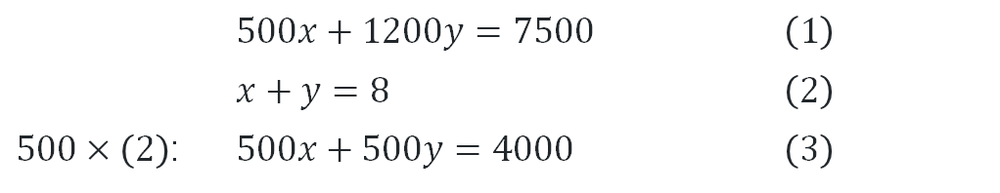 500x + 1200y = 7500 (1)
x + y = 8 (2)
500 × (2): 500x + 500y = 4000 (3)